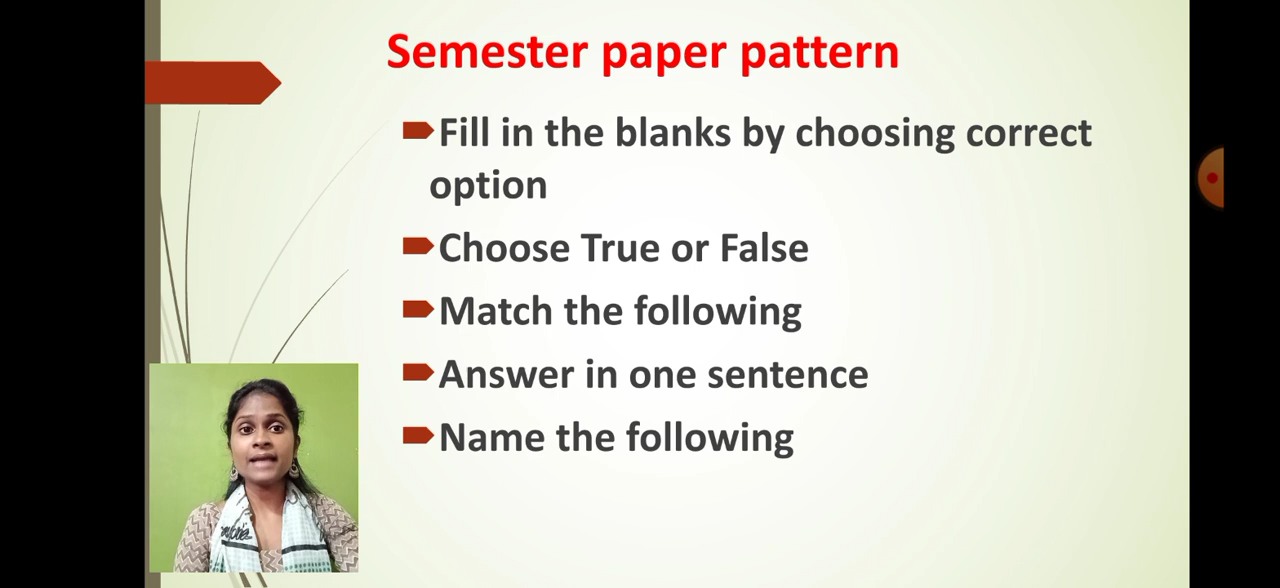 Semester paper pattern
Fill in the blanks by choosing correct
option
Choose True or False
Match the following
Answer in one sentence
Name the following